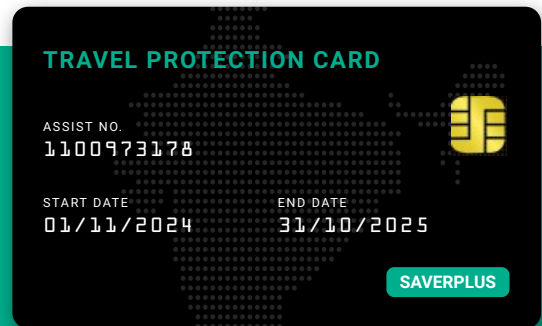 TRAVEL PROTECTION CARD
ASSIST NO.
1100973178
START DATE
01/11/2024
END DATE
31/10/2025
SAVERPLUS